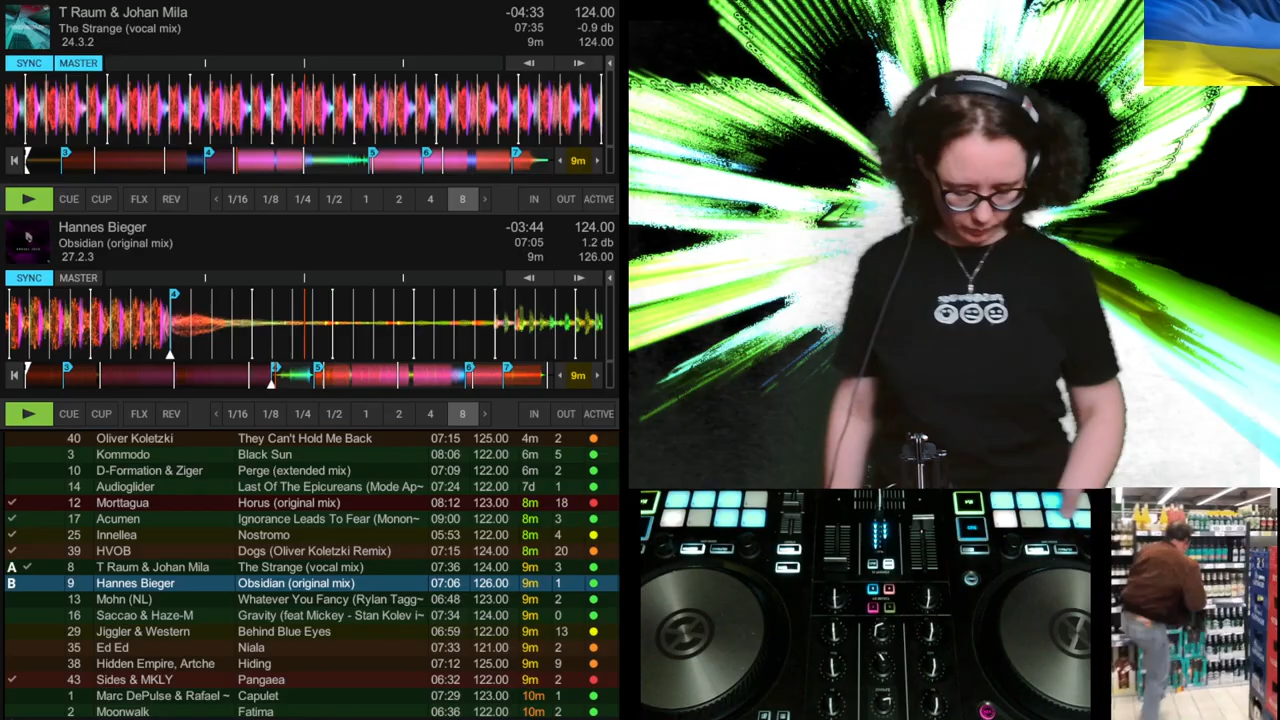 T Raum & Johan Mila -04:33 124.00
The Strange (vocal mix) 07:35 -0.9 db
24.3.2 9m 124.00
SYNC MASTER
3 4 5 6 7 9m
CUE CUP FLX REV 1/16 1/8 1/4 1/2 1 2 4 8 IN OUT ACTIVE
Hannes Bieger -03:44 124.00
Obsidian (original mix) 07:05 1.2 db
27.2.3 9m 126.00
SYNC MASTER
4
3 4 5 6 7 9m
CUE CUP FLX REV 1/16 1/8 1/4 1/2 1 2 4 8 IN OUT ACTIVE
40 Oliver Koletzki They Can't Hold Me Back 07:15 125.00 4m 2
3 Kommodo Black Sun 08:06 122.00 6m 5
10 D-Formation & Ziger Perge (extended mix) 07:09 122.00 6m 2
14 Audioglider Last Of The Epicureans (Mode Ap~ 07:24 122.00 7d 1
12 Morttagua Horus (original mix) 08:12 123.00 8m 18
17 Acumen Ignorance Leads To Fear (Monon~ 09:00 122.00 8m 3
25 Innellea Nostromo 05:53 122.00 8m 4
39 HVOE Dogs (Oliver Koletzki Remix) 07:15 124.00 8m 20
A 8 T Raum & Johan Mila The Strange (vocal mix) 07:36 124.00 9m 3
B 9 Hannes Bieger Obsidian (original mix) 07:06 126.00 9m 1
13 Mohn (NL) Whatever You Fancy (Rylan Tagg~ 06:48 123.00 9m 2
16 Saccao & Haze-M Gravity (feat Mickey - Stan Kolev i~ 07:34 124.00 9m 0
29 Jiggler & Western Behind Blue Eyes 06:59 122.00 9m 13
35 Ed Ed Niala 07:33 121.00 9m 2
38 Hidden Empire, Artche Hiding 07:12 125.00 9m 9
43 Sides & MKLY Pangaea 06:32 122.00 9m 2
1 Marc DePulse & Rafael ~ Capulet 07:29 123.00 10m 1
2 Moonwalk Fatima 06:36 122.00 10m 2